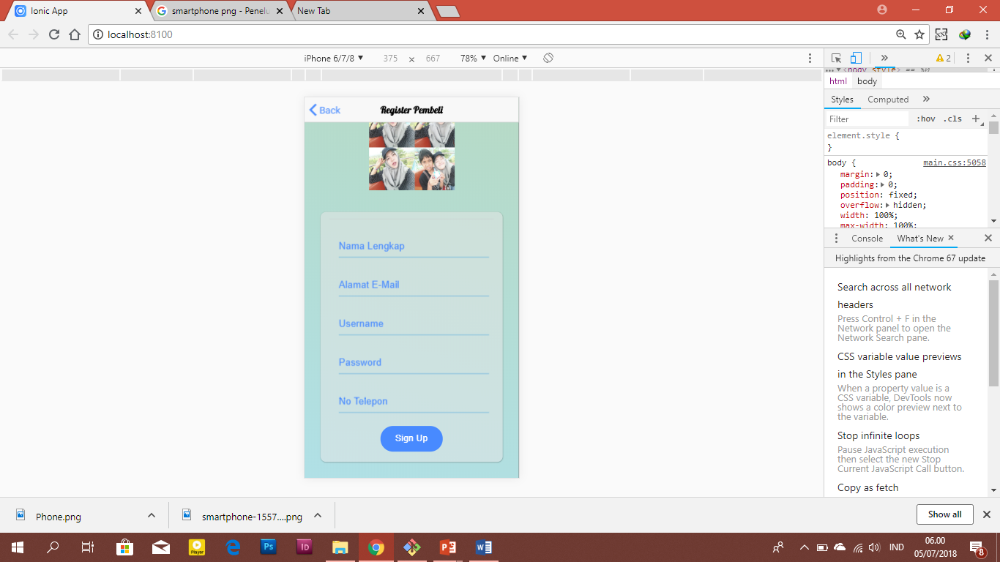 Ionic App
smartphone png - Penelu
New Tab
localhost:8100
iPhone 6/7/8 ▼ 375 × 667 78% ▼ Online ▼
2
html body
Styles Computed »
Filter :hov .cls +
element.style {
}
body { main.css:5058
margin: 0;
padding: 0;
position: fixed;
overflow: hidden;
width: 100%;
max-width: 100%;
Console What's New ×
Highlights from the Chrome 67 update
Search across all network
headers
Press Control + F in the
Network panel to open the
Network Search pane.
CSS variable value previews
in the Styles pane
When a property value is a
CSS variable, DevTools now
shows a color preview next to
the variable.
Stop infinite loops
Pause JavaScript execution
then select the new Stop
Current JavaScript Call button.
Copy as fetch
Back
Register Pembeli
Nama Lengkap
Alamat E-Mail
Username
Password
No Telepon
Sign Up
Phone.png
smartphone-1557....png
Show all
Player
Ps
Id
IND
06.00
05/07/2018
8